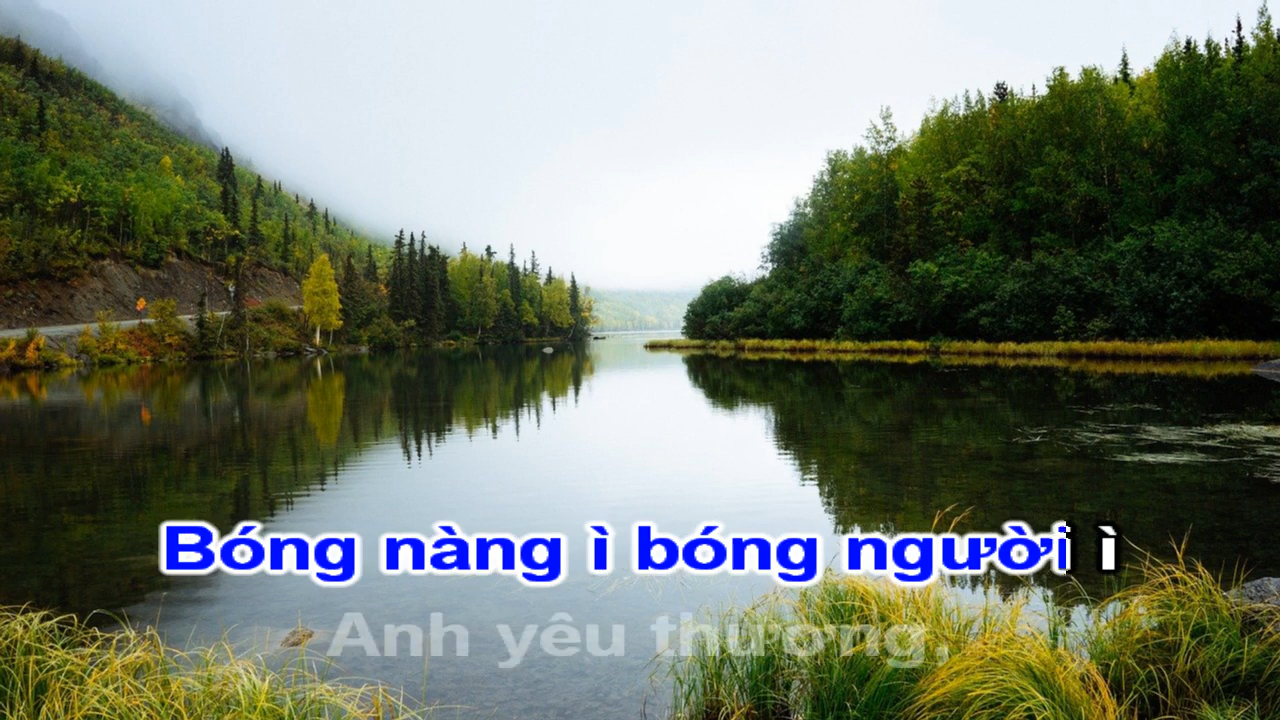 Bóng nàng ì bóng người ì
Anh yêu thương,